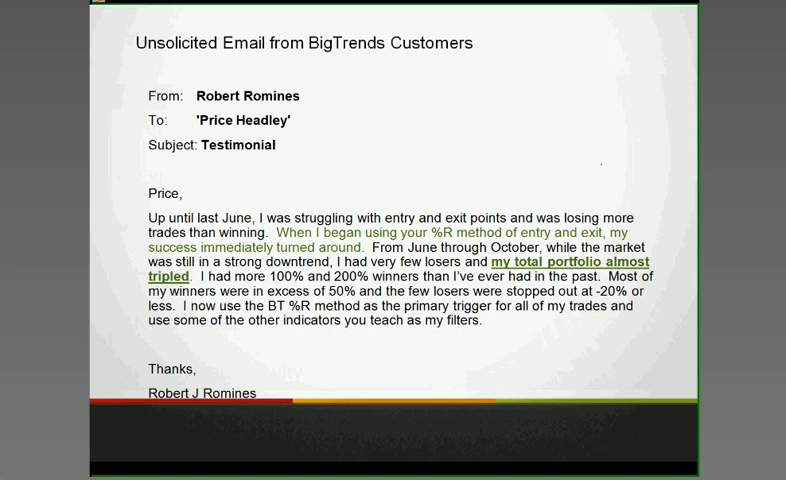 Unsolicited Email from BigTrends Customers
From: Robert Romines
To: 'Price Headley'
Subject: Testimonial
Price,
Up until last June, I was struggling with entry and exit points and was losing more
trades than winning. When I began using your %R method of entry and exit, my
success immediately turned around. From June through October, while the market
was still in a strong downtrend, I had very few losers and my total portfolio almost
tripled. I had more 100% and 200% winners than I've ever had in the past. Most of
my winners were in excess of 50% and the few losers were stopped out at -20% or
less. I now use the BT %R method as the primary trigger for all of my trades and
use some of the other indicators you teach as my filters.
Thanks,
Robert J Romines